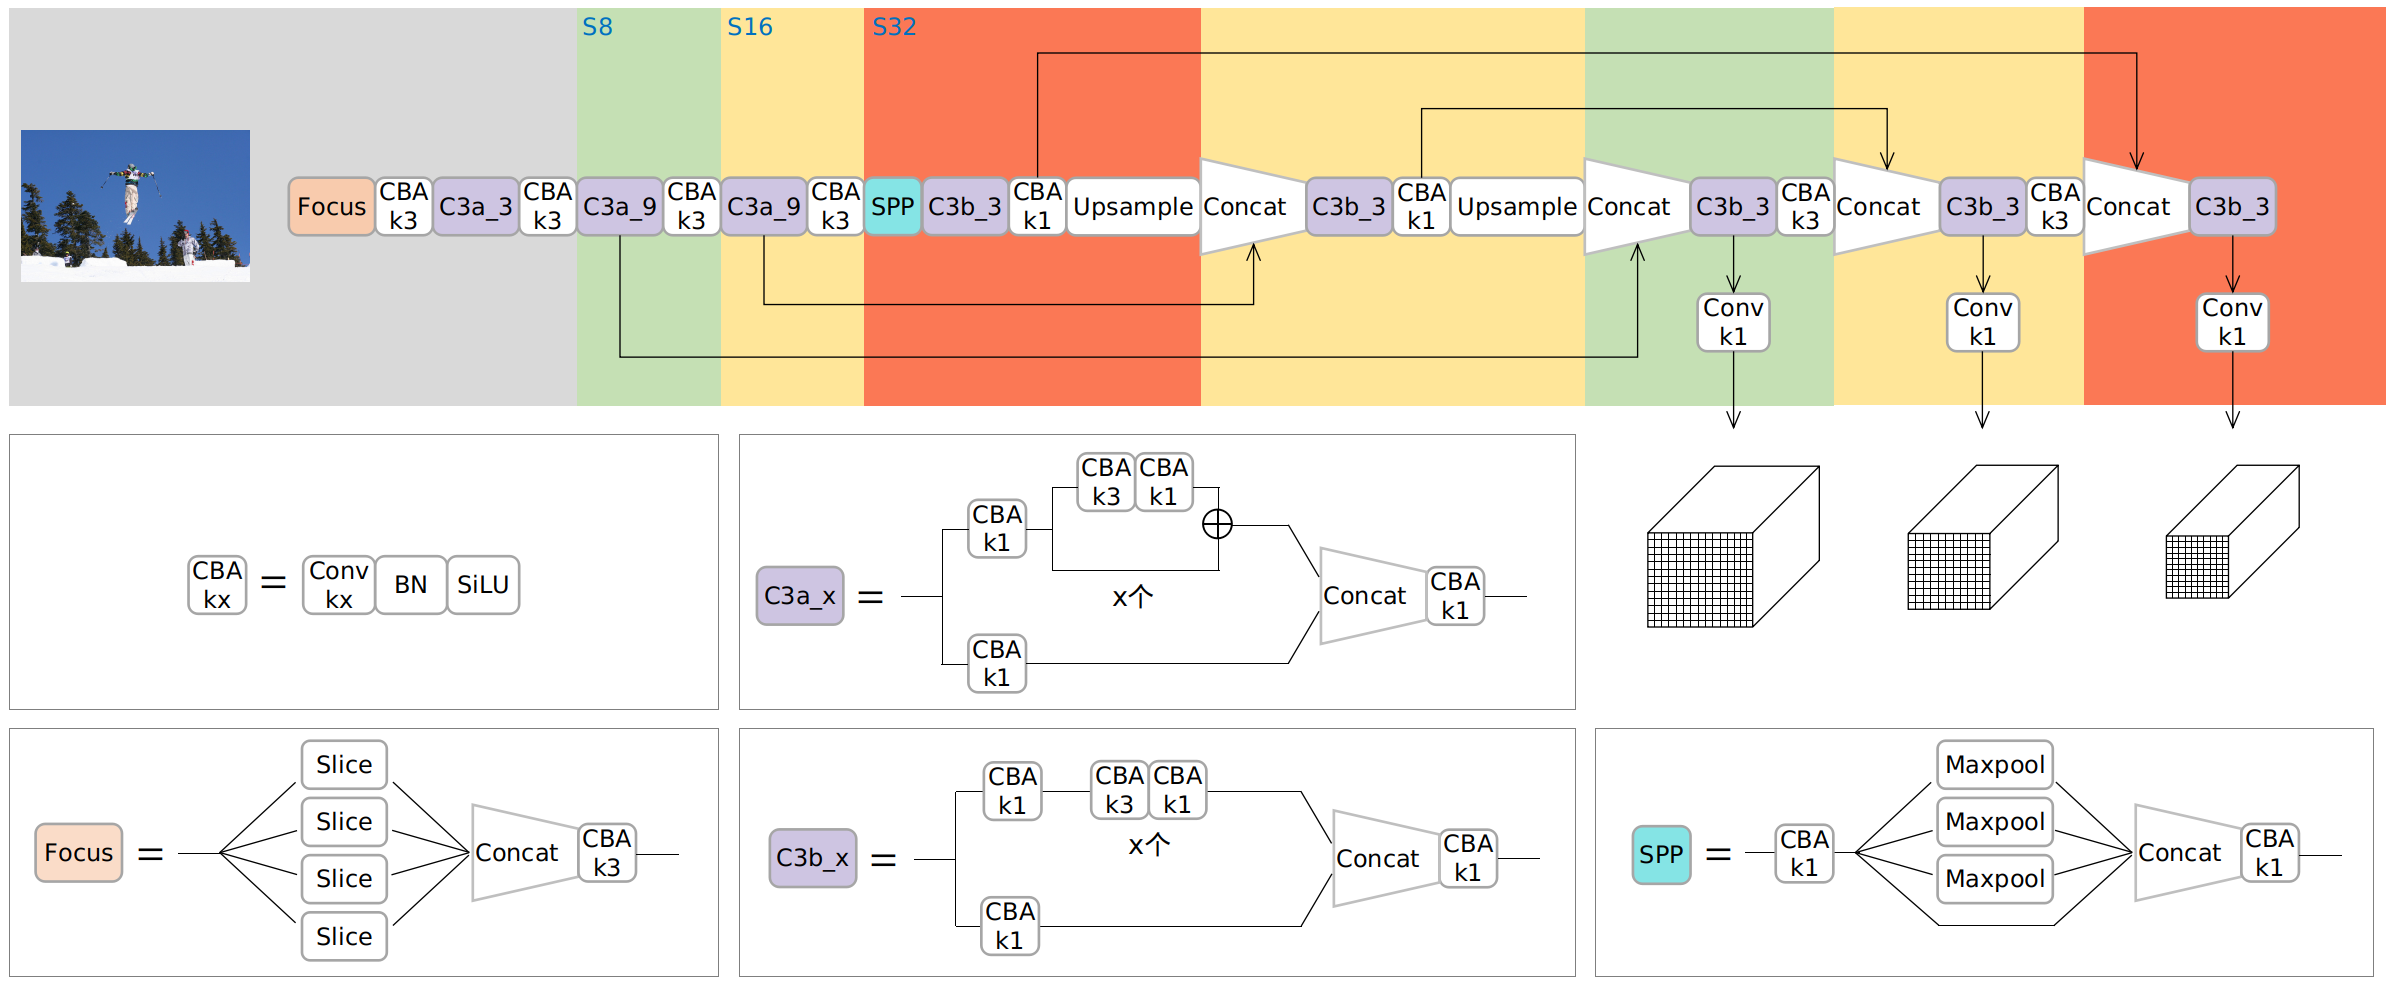 S8
S16
S32
Focus
CBA
k3
C3a_3
CBA
k3
C3a_9
CBA
k3
C3a_9
CBA
k3
SPP
C3b_3
CBA
k1
Upsample
Concat
C3b_3
CBA
k1
Upsample
Concat
C3b_3
CBA
k3
Concat
C3b_3
CBA
k3
Concat
C3b_3
Conv
k1
Conv
k1
Conv
k1
CBA
kx
=
Conv
kx
BN
SiLU
C3a_x
=
CBA
k1
CBA
k3
CBA
k1
x个
CBA
k1
Concat
CBA
k1
Focus
=
Slice
Slice
Slice
Slice
Concat
CBA
k3
C3b_x
=
CBA
k1
CBA
k3
CBA
k1
x个
CBA
k1
Concat
CBA
k1
SPP
=
CBA
k1
Maxpool
Maxpool
Maxpool
Concat
CBA
k1